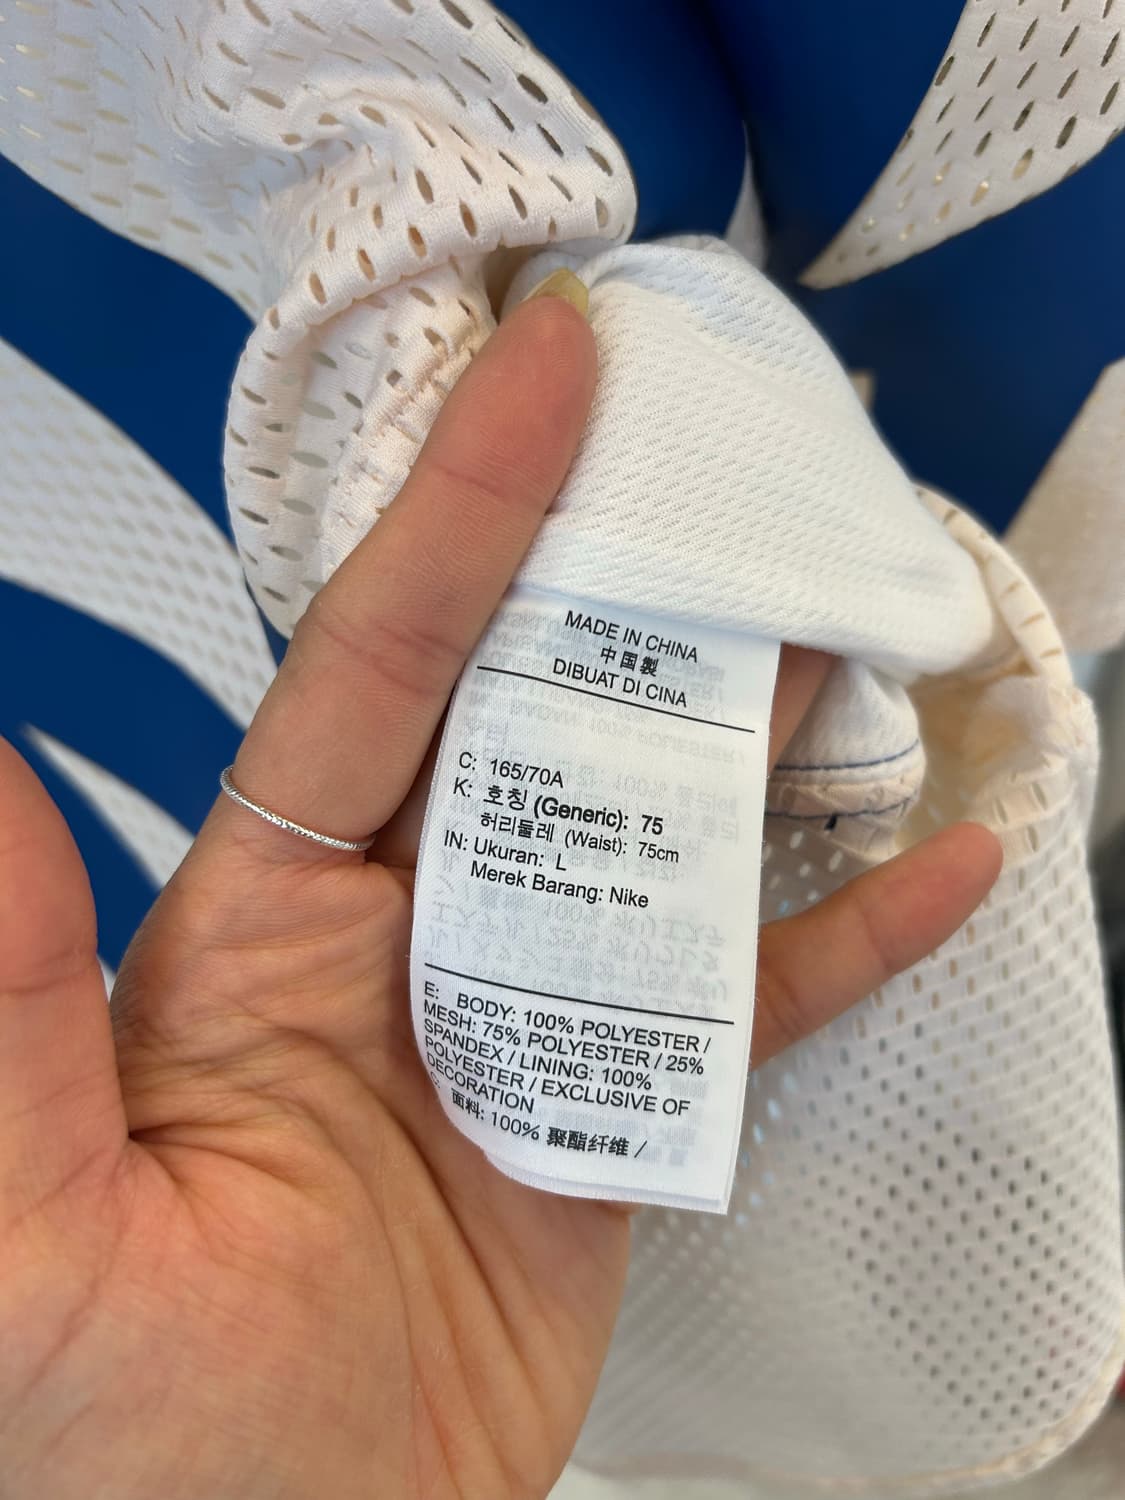 MADE IN CHINA
中国製
DIBUAT DI CINA
C: 165/70A
K: 호칭 (Generic): 75
허리둘레 (Waist): 75cm
IN: Ukuran: L
Merek Barang: Nike
E: BODY: 100% POLYESTER /
MESH: 75% POLYESTER / 25%
SPANDEX / LINING: 100%
POLYESTER / EXCLUSIVE OF
DECORATION
C: 面料: 100% 聚酯纤维 /